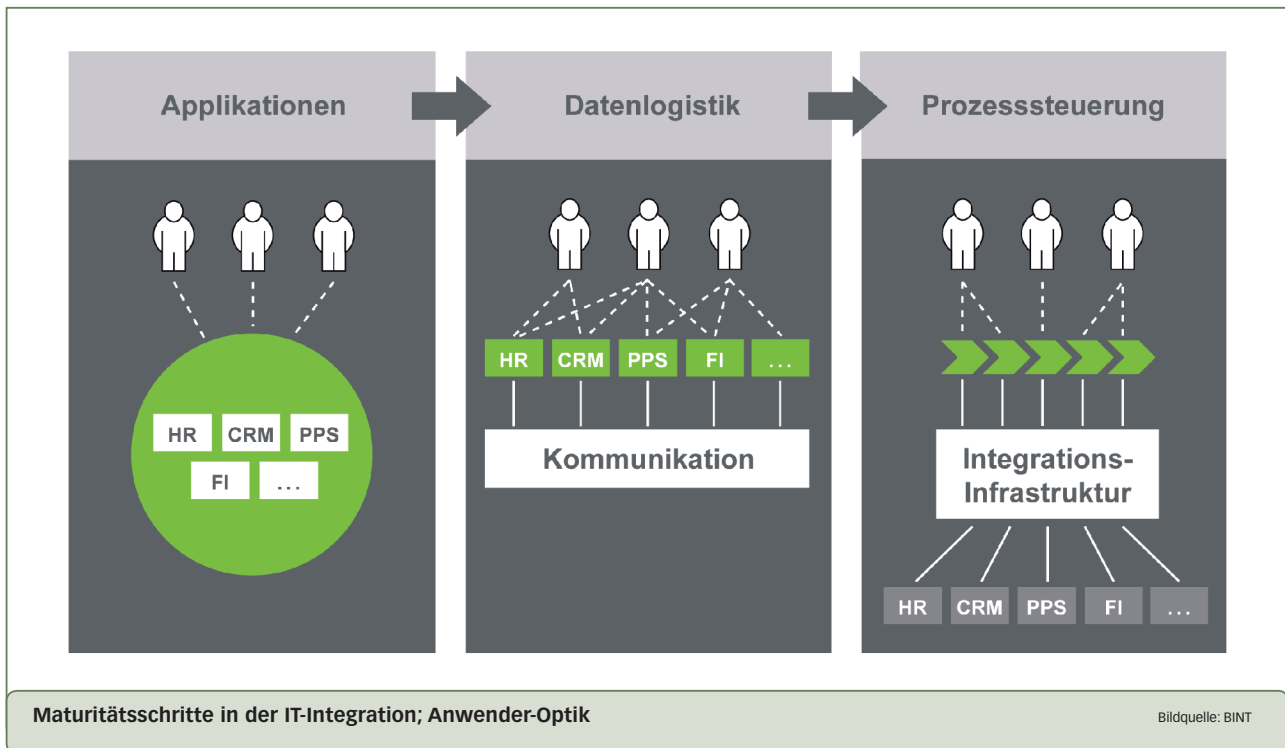 Applikationen
HR CRM PPS
FI ...
Datenlogistik
HR CRM PPS FI ...
Kommunikation
Prozesssteuerung
Integrations-
Infrastruktur
HR CRM PPS FI ...
Maturitätsschritte in der IT-Integration; Anwender-Optik
Bildquelle: BINT